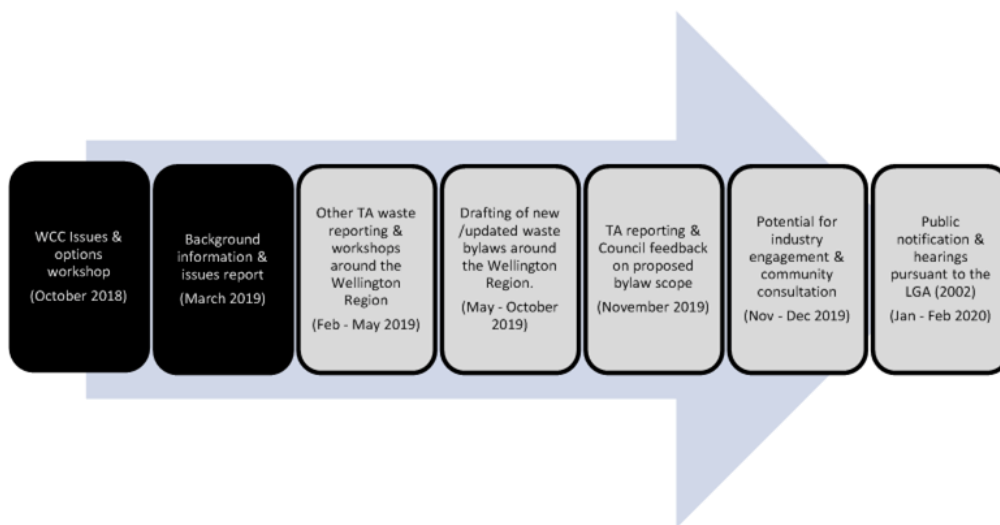 WCC Issues &
options
workshop
(October 2018)
Background
information &
issues report
(March 2019)
Other TA waste
reporting &
workshops
around the
Wellington
Region
(Feb - May 2019)
Drafting of new
/updated waste
bylaws around
the Wellington
Region.
(May - October
2019)
TA reporting &
Council feedback
on proposed
bylaw scope
(November 2019)
Potential for
industry
engagement &
community
consultation
(Nov - Dec 2019)
Public
notification &
hearings
pursuant to the
LGA (2002)
(Jan - Feb 2020)